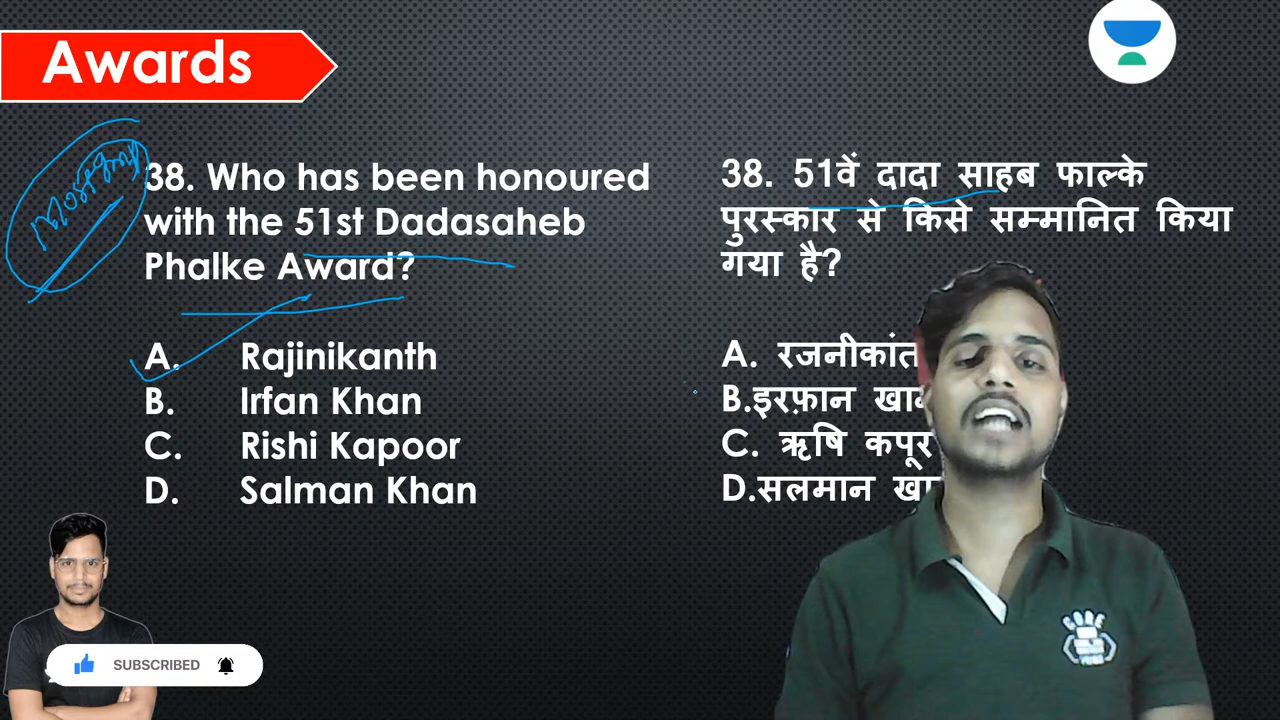 Awards
38. Who has been honoured
with the 51st Dadasaheb
Phalke Award?
A. Rajinikanth
B. Irfan Khan
C. Rishi Kapoor
D. Salman Khan
38. 51वें दादा साहब फाल्के
पुरस्कार से किसे सम्मानित किया
गया है?
A. रजनीकांत
B.इरफ़ान
C. ऋषि कपूर
D.सलमान
SUBSCRIBED
CORE